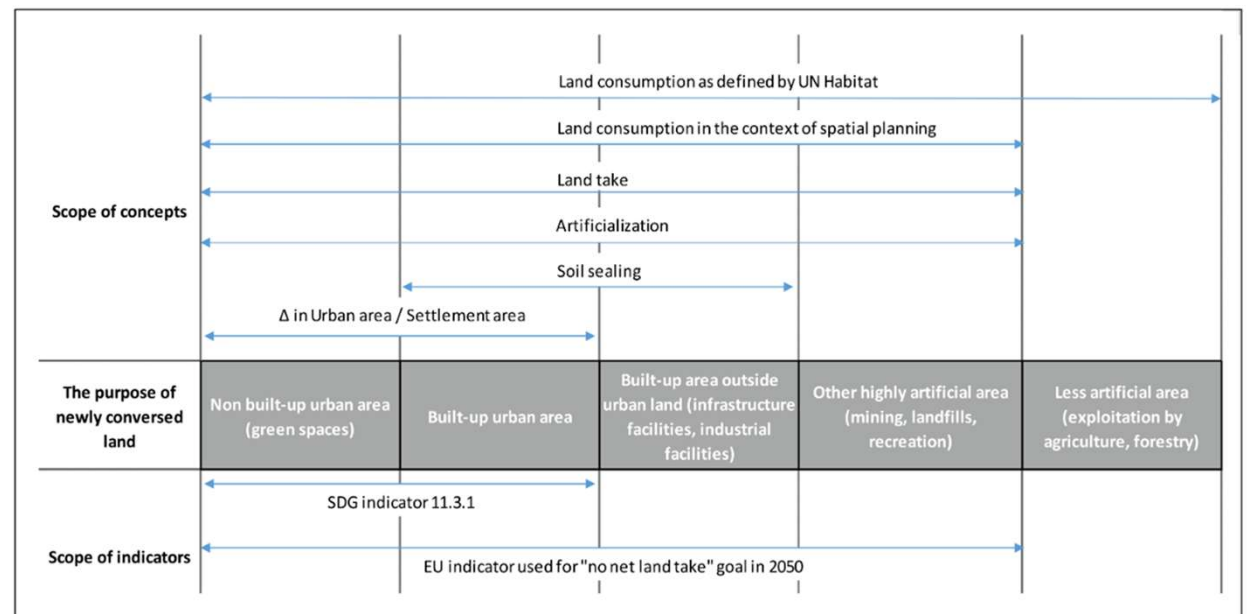 Land consumption as defined by UN Habitat
Land consumption in the context of spatial planning
Land take
Scope of concepts
Artificialization
Soil sealing
Δ in Urban area / Settlement area
The purpose of
newly conversed
land
Non built-up urban area
(green spaces)
Built-up urban area
Built-up area outside
urban land (infrastructure
facilities, industrial
facilities)
Other highly artificial area
(mining, landfills,
recreation)
Less artificial area
(exploitation by
agriculture, forestry)
SDG indicator 11.3.1
Scope of indicators
EU indicator used for "no net land take" goal in 2050